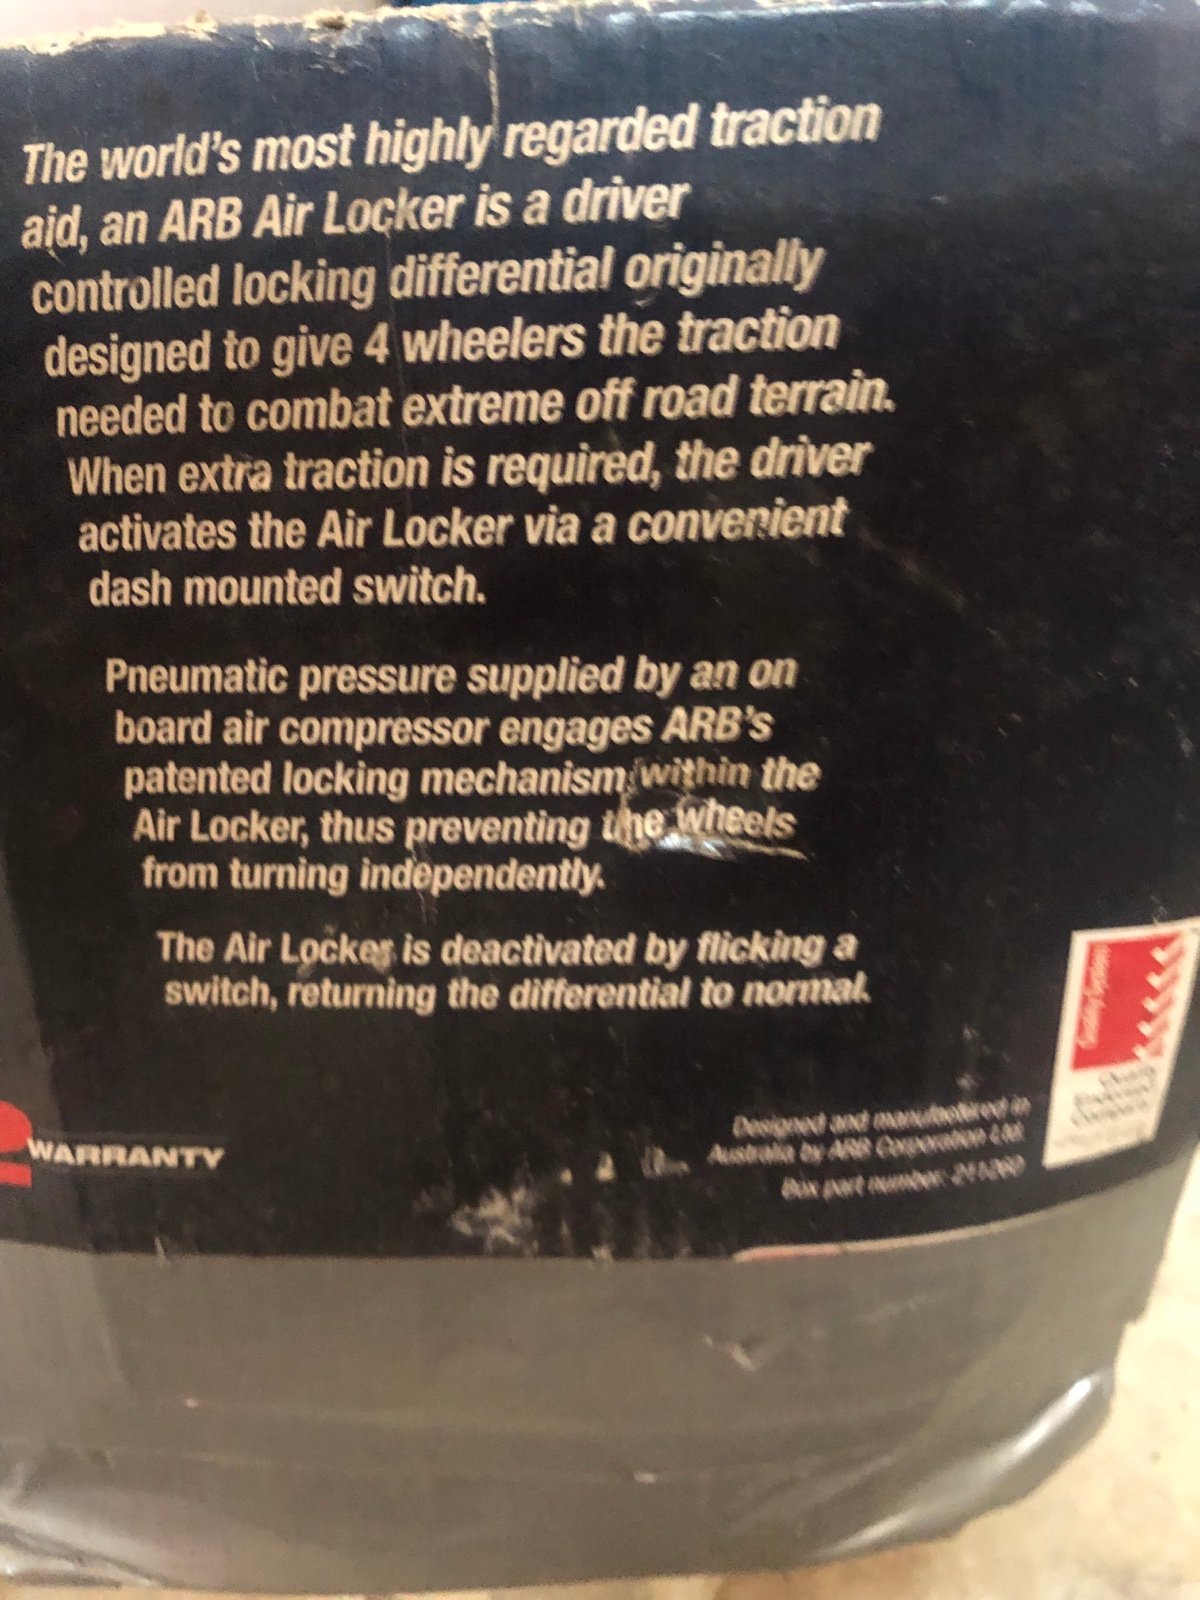 The world's most highly regarded traction
aid, an ARB Air Locker is a driver
controlled locking differential originally
designed to give 4 wheelers the traction
needed to combat extreme off road terrain.
When extra traction is required, the driver
activates the Air Locker via a convenient
dash mounted switch.
Pneumatic pressure supplied by an on
board air compressor engages ARB's
patented locking mechanism within the
Air Locker, thus preventing the wheels
from turning independently.
The Air Locker is deactivated by flicking a
switch, returning the differential to normal.
WARRANTY
Designed and manufactured in
Australia by ARB Corporation Ltd.
Box part number: 211260
Quality
Endorsed
Company